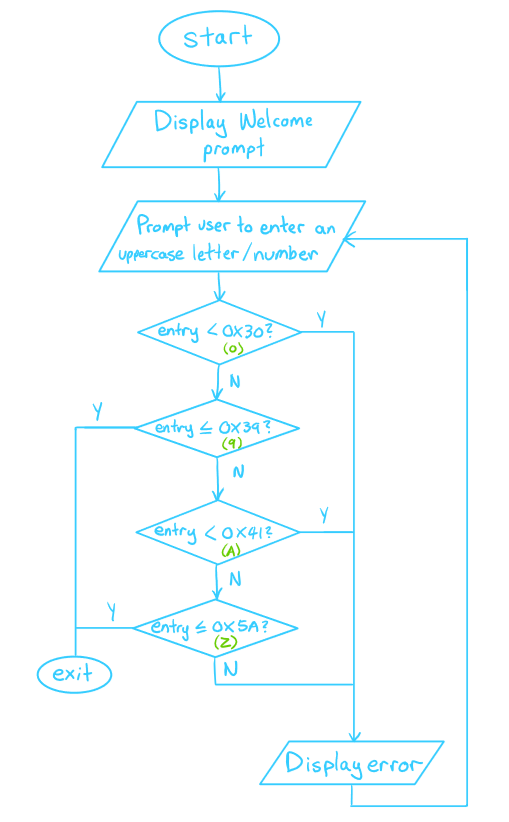 start
Display Welcome
prompt
Prompt user to enter an
uppercase letter/number
entry < 0X30?
(0)
Y
N
entry ≤ 0X39?
(9)
Y
N
entry < 0X41?
(A)
Y
N
entry ≤ 0X5A?
(Z)
Y
N
exit
Display error